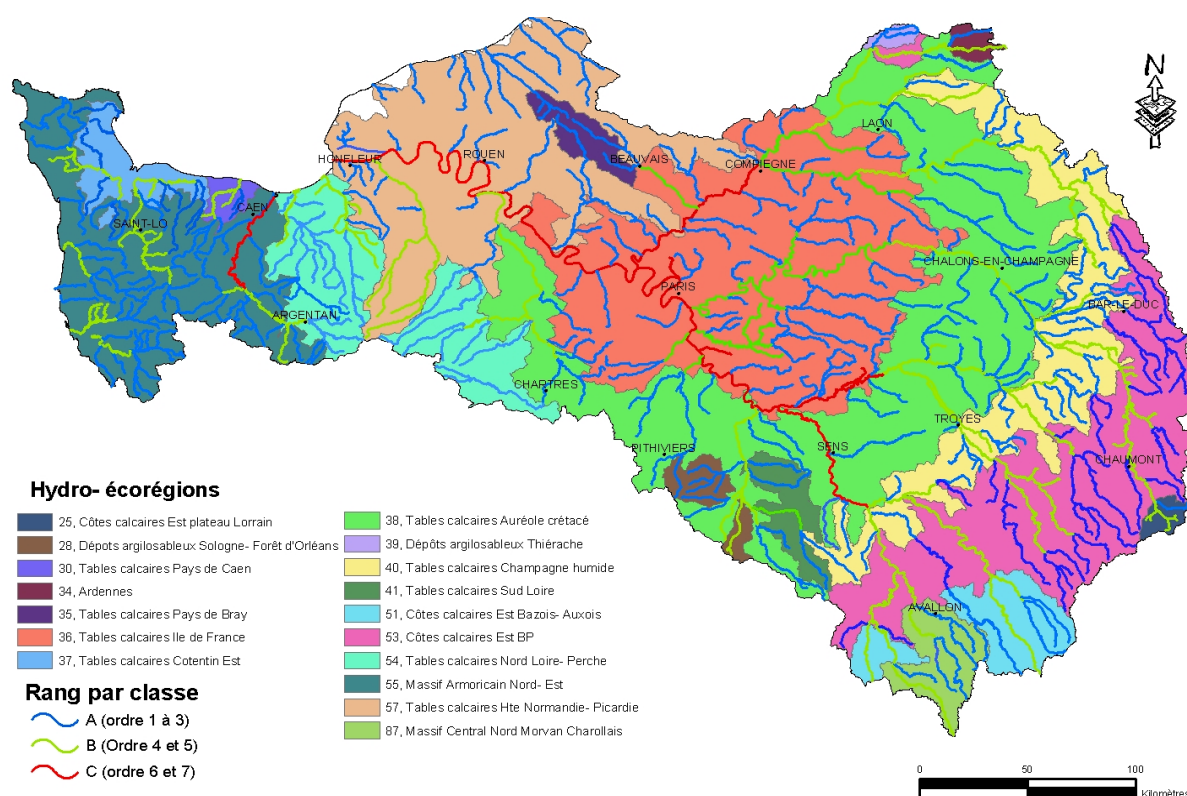 N
LAON
ROUEN
HONFLEUR
BEAUVAIS
COMPIEGNE
CAEN
SAINT-LO
CHALONS-EN-CHAMPAGNE
PARIS
BAR-LE-DUC
ARGENTAN
CHARTRES
TROYES
PITHIVIERS
SENS
CHAUMONT
AVALLON
Hydro- écorégions
25, Côtes calcaires Est plateau Lorrain
28, Dépots argilosableux Sologne- Forêt d'Orléans
30, Tables calcaires Pays de Caen
34, Ardennes
35, Tables calcaires Pays de Bray
36, Tables calcaires Ile de France
37, Tables calcaires Cotentin Est
38, Tables calcaires Auréole crétacé
39, Dépôts argilosableux Thiérache
40, Tables calcaires Champagne humide
41, Tables calcaires Sud Loire
51, Côtes calcaires Est Bazois- Auxois
53, Côtes calcaires Est BP
54, Tables calcaires Nord Loire- Perche
55, Massif Armoricain Nord- Est
57, Tables calcaires Hte Normandie- Picardie
87, Massif Central Nord Morvan Charollais
Rang par classe
A (ordre 1 à 3)
B (Ordre 4 et 5)
C (ordre 6 et 7)
0 50 100
Kilomètres